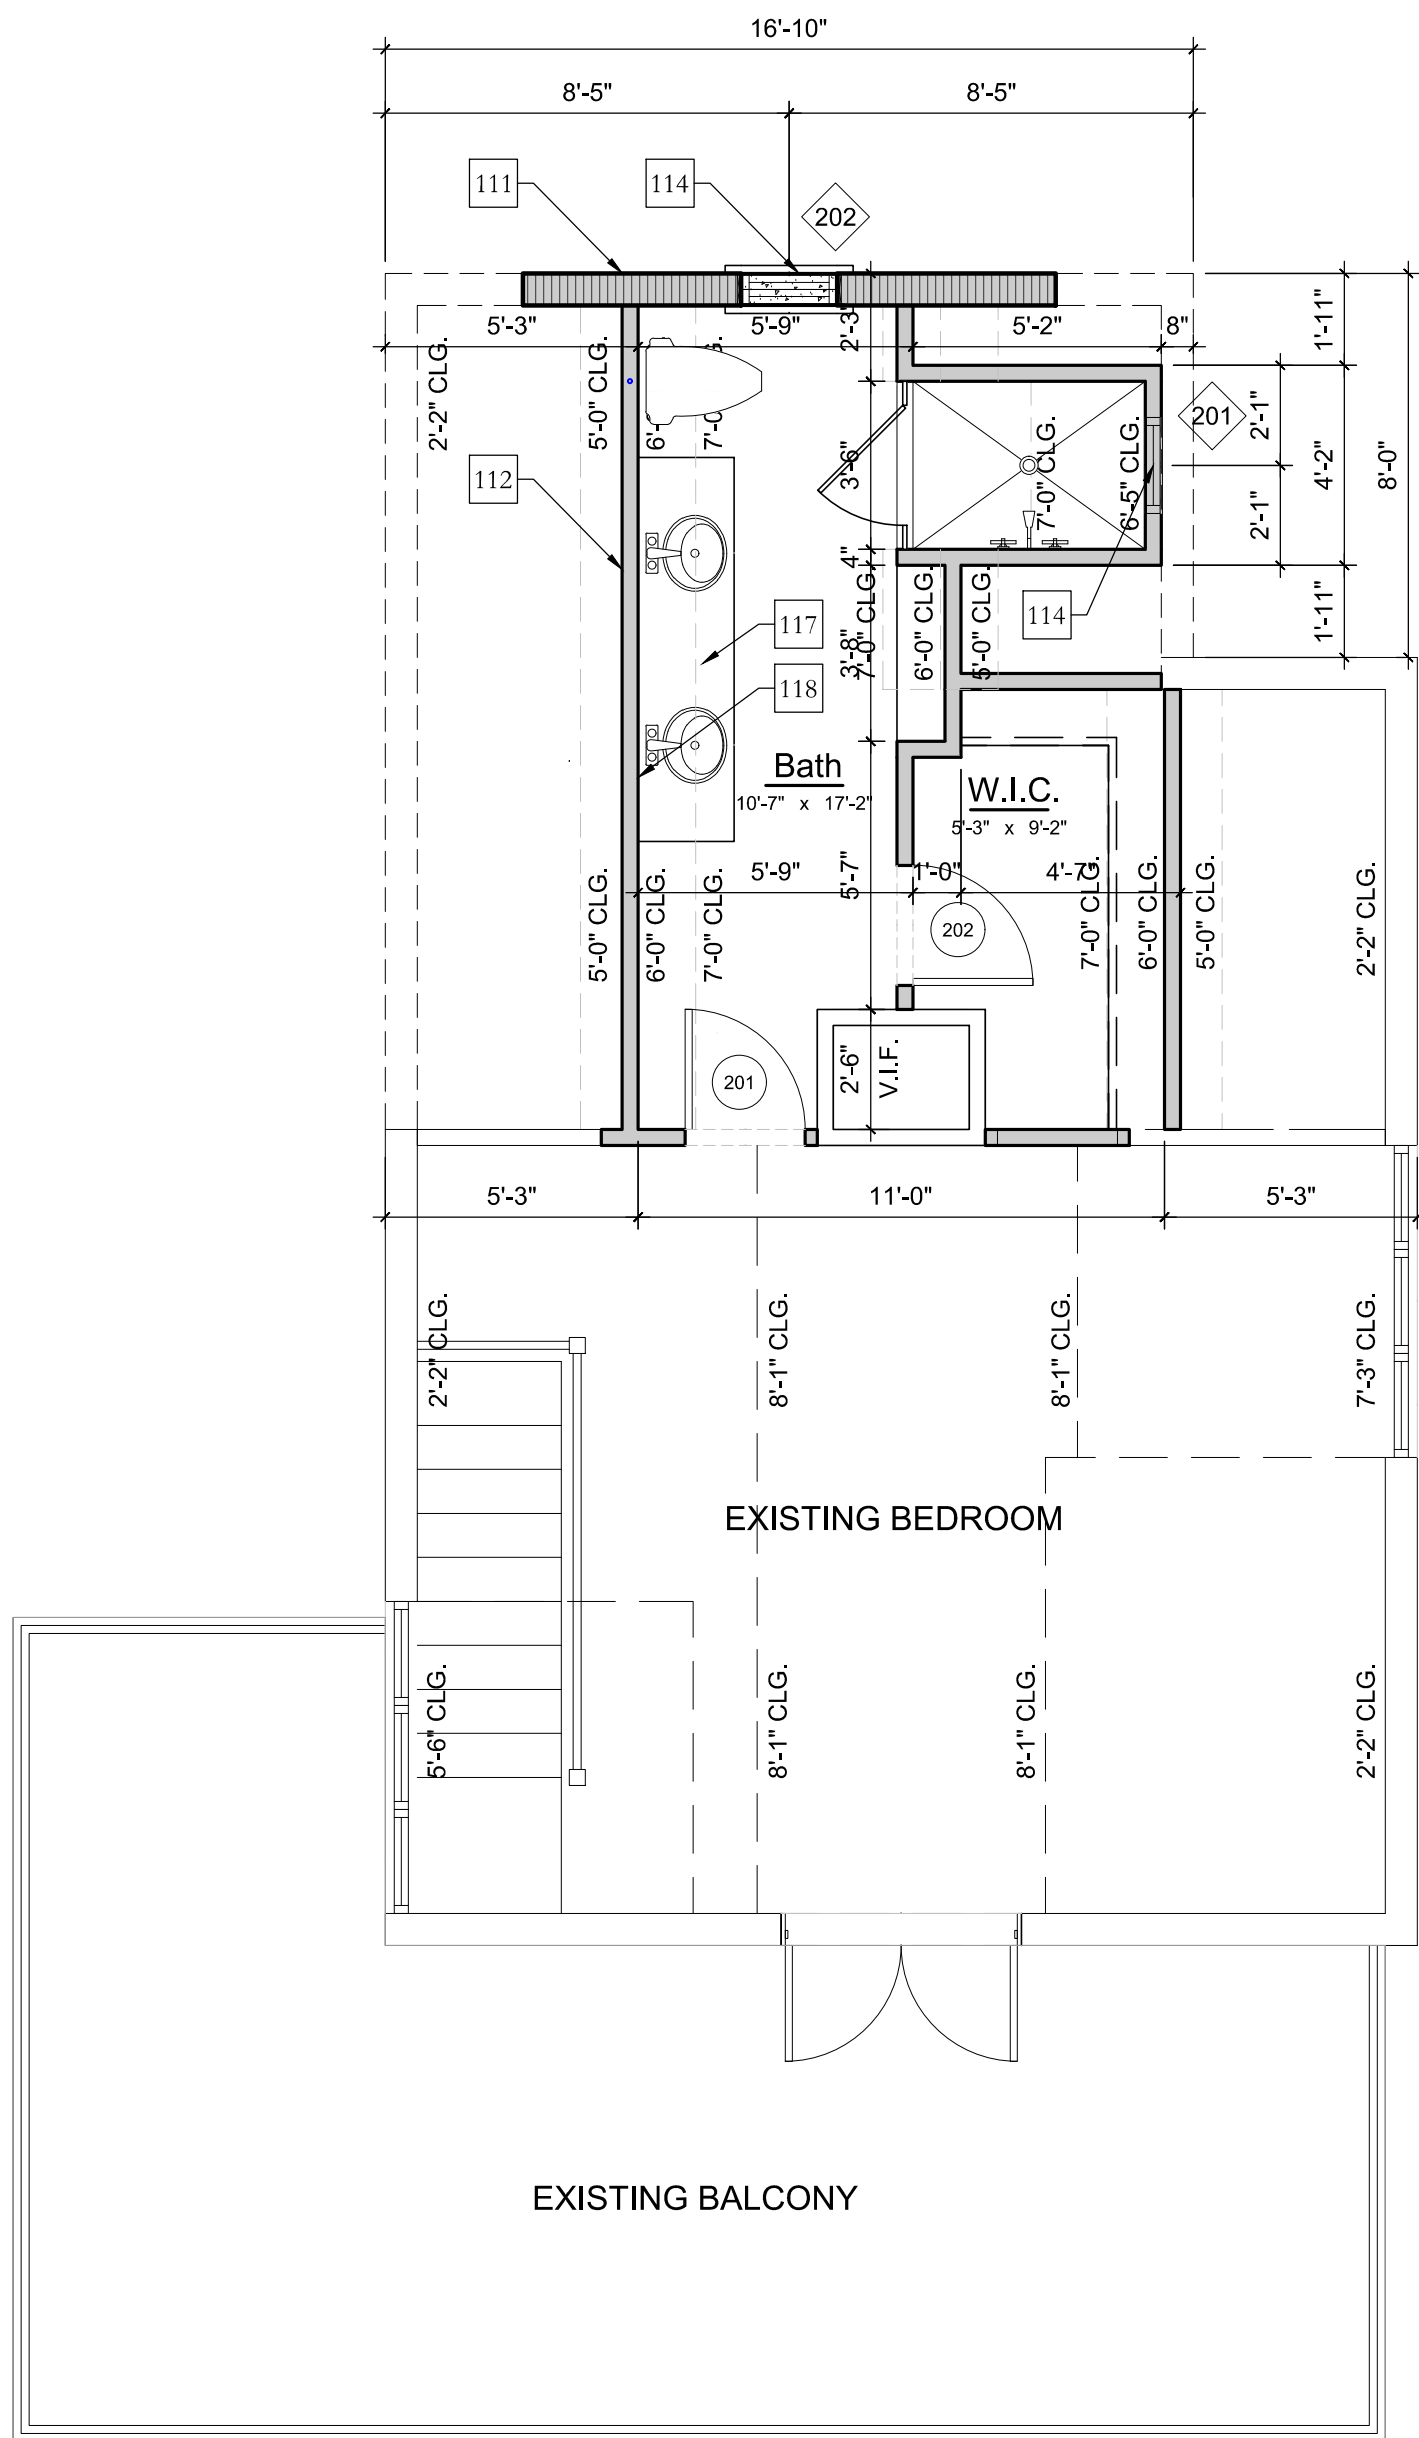 16'-10"
8'-5" 8'-5"
111 114 202
5'-3" 5'-9" 5'-2" 8"
2'-3"
1'-11"
2'-2" CLG.
5'-0" CLG.
201
2'-1"
3'-6"
7'-0" CLG.
6'-5" CLG.
4'-2"
8'-0"
112
2'-1"
4"
7'-0" CLG.
6'-0" CLG.
5'-0" CLG.
114
1'-11"
117
3'-8"
118
Bath
10'-7" x 17'-2"
W.I.C.
5'-3" x 9'-2"
5'-9" 5'-7" 1'-0" 4'-7"
5'-0" CLG.
6'-0" CLG.
7'-0" CLG.
202
7'-0" CLG.
6'-0" CLG.
5'-0" CLG.
2'-2" CLG.
201
2'-6"
V.I.F.
5'-3" 11'-0" 5'-3"
2'-2" CLG.
8'-1" CLG.
8'-1" CLG.
7'-3" CLG.
EXISTING BEDROOM
5'-6" CLG.
8'-1" CLG.
8'-1" CLG.
2'-2" CLG.
EXISTING BALCONY